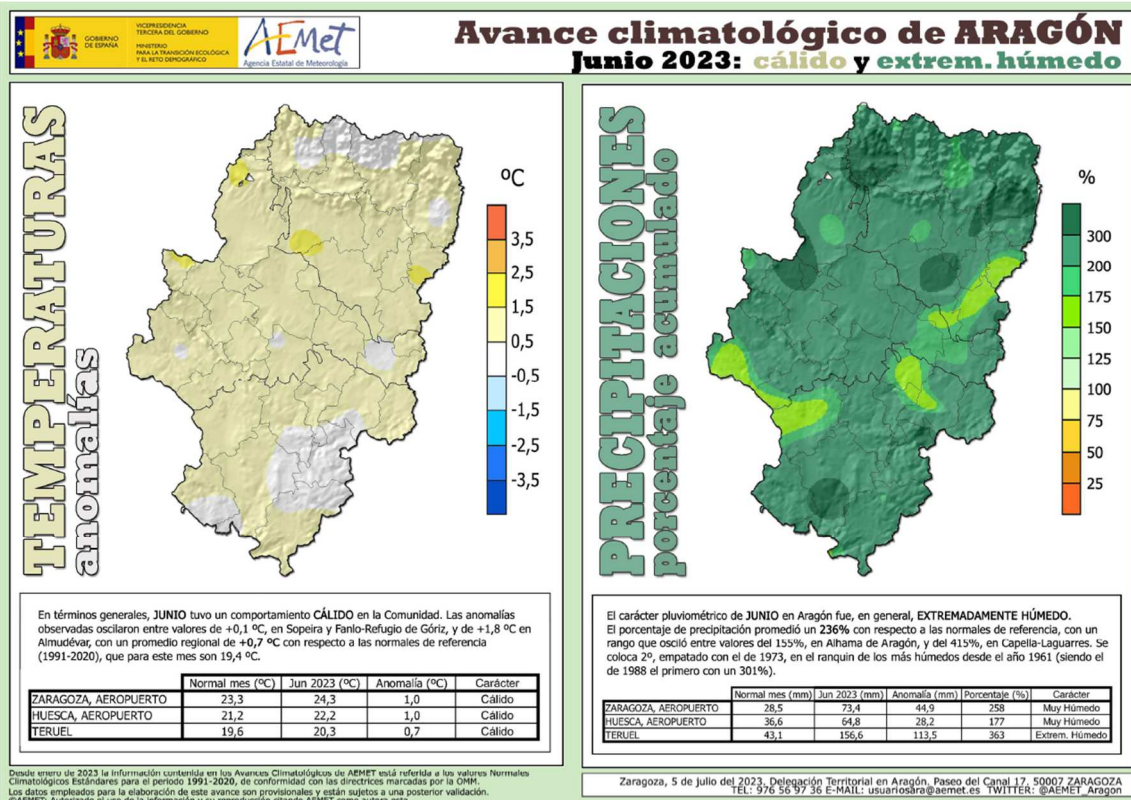 GOBIERNO
DE ESPAÑA
VICEPRESIDENCIA
TERCERA DEL GOBIERNO
MINISTERIO
PARA LA TRANSICIÓN ECOLÓGICA
Y EL RETO DEMOGRÁFICO
AEMet
Agencia Estatal de Meteorología
Avance climatológico de ARAGÓN
Junio 2023: cálido y extrem. húmedo
TEMPERATURAS
anomalías
ºC
3,5
2,5
1,5
0,5
-0,5
-1,5
-2,5
-3,5
En términos generales, JUNIO tuvo un comportamiento CÁLIDO en la Comunidad. Las anomalías
observadas oscilaron entre valores de +0,1 ºC, en Sopeira y Fanlo-Refugio de Góriz, y de +1,8 ºC en
Almudévar, con un promedio regional de +0,7 ºC con respecto a las normales de referencia
(1991-2020), que para este mes son 19,4 ºC.
Normal mes (ºC) Jun 2023 (ºC) Anomalía (ºC) Carácter
ZARAGOZA, AEROPUERTO 23,3 24,3 1,0 Cálido
HUESCA, AEROPUERTO 21,2 22,2 1,0 Cálido
TERUEL 19,6 20,3 0,7 Cálido
Desde enero de 2023 la información contenida en los Avances Climatológicos de AEMET está referida a los valores Normales
Climatológicos Estándares para el periodo 1991-2020, de conformidad con las directrices marcadas por la OMM.
Los datos empleados para la elaboración de este avance son provisionales y están sujetos a una posterior validación.
©AEMET: Autorizado el uso de la información y su reproducción citando AEMET como autora esta
PRECIPITACIONES
porcentaje acumulado
%
300
200
175
150
125
100
75
50
25
El carácter pluviométrico de JUNIO en Aragón fue, en general, EXTREMADAMENTE HÚMEDO.
El porcentaje de precipitación promedió un 236% con respecto a las normales de referencia, con un
rango que osciló entre valores del 155%, en Alhama de Aragón, y del 415%, en Capella-Laguarres. Se
coloca 2º, empatado con el de 1973, en el ranquin de los más húmedos desde el año 1961 (siendo el
de 1988 el primero con un 301%).
Normal mes (mm) Jun 2023 (mm) Anomalía (mm) Porcentaje (%) Carácter
ZARAGOZA, AEROPUERTO 28,5 73,4 44,9 258 Muy Húmedo
HUESCA, AEROPUERTO 36,6 64,8 28,2 177 Muy Húmedo
TERUEL 43,1 156,6 113,5 363 Extrem. Húmedo
Zaragoza, 5 de julio del 2023. Delegación Territorial en Aragón. Paseo del Canal 17. 50007 ZARAGOZA
TEL: 976 56 97 36 E-MAIL: usuariosara@aemet.es TWITTER: @AEMET_Aragon